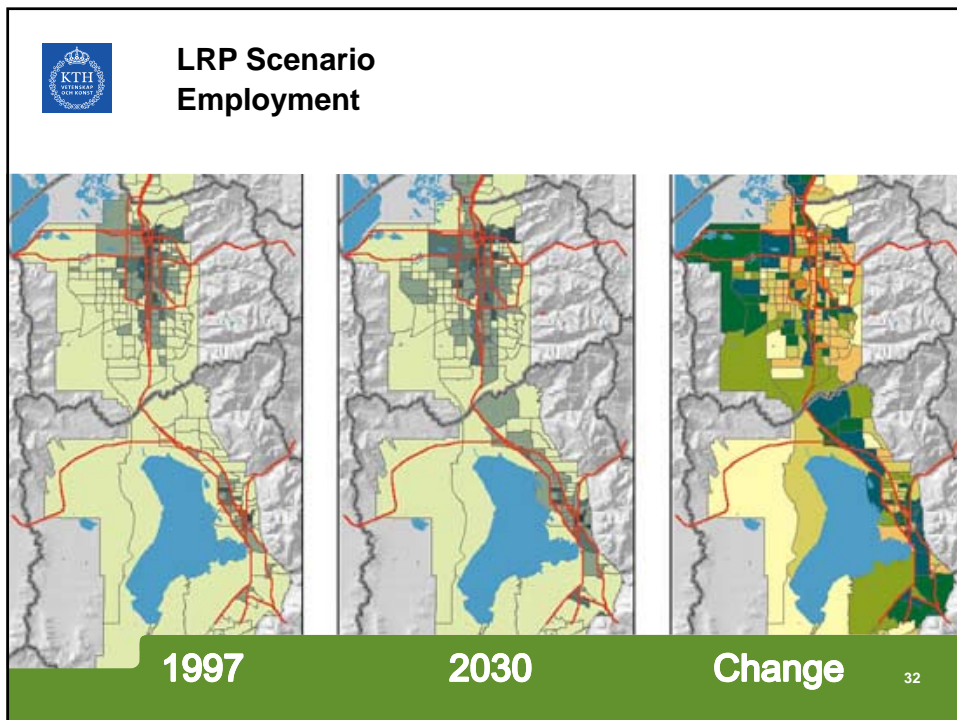 KTH
VETENSKAP
OCH KONST
LRP Scenario
Employment
1997
2030
Change
32